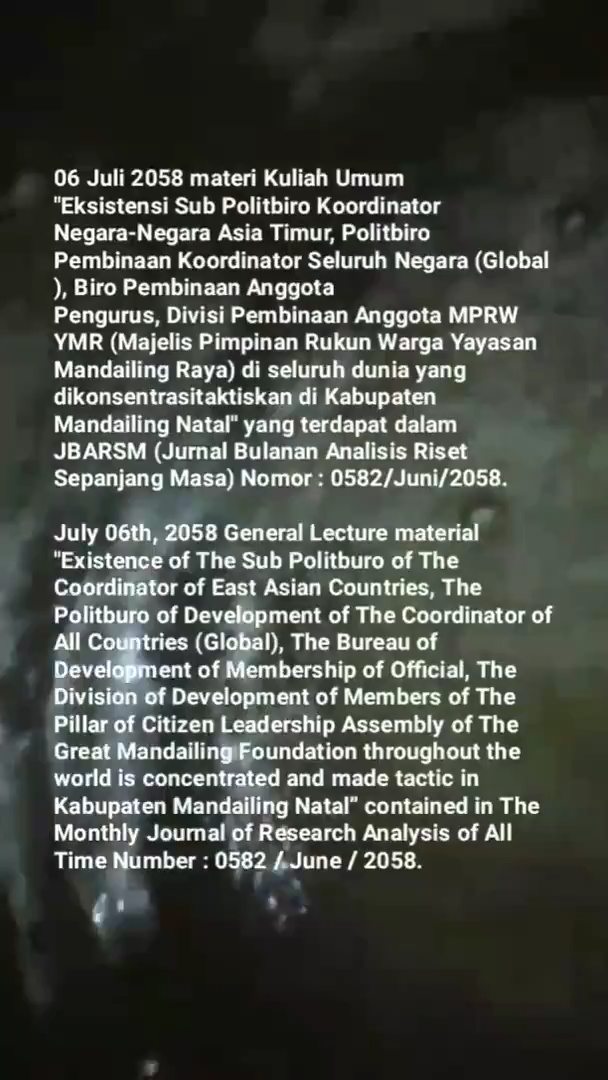 06 Juli 2058 materi Kuliah Umum
"Eksistensi Sub Politbiro Koordinator
Negara-Negara Asia Timur, Politbiro
Pembinaan Koordinator Seluruh Negara (Global
), Biro Pembinaan Anggota
Pengurus, Divisi Pembinaan Anggota MPRW
YMR (Majelis Pimpinan Rukun Warga Yayasan
Mandailing Raya) di seluruh dunia yang
dikonsentrasitaktiskan di Kabupaten
Mandailing Natal" yang terdapat dalam
JBARSM (Jurnal Bulanan Analisis Riset
Sepanjang Masa) Nomor : 0582/Juni/2058.
July 06th, 2058 General Lecture material
"Existence of The Sub Politburo of The
Coordinator of East Asian Countries, The
Politburo of Development of The Coordinator of
All Countries (Global), The Bureau of
Development of Membership of Official, The
Division of Development of Members of The
Pillar of Citizen Leadership Assembly of The
Great Mandailing Foundation throughout the
world is concentrated and made tactic in
Kabupaten Mandailing Natal" contained in The
Monthly Journal of Research Analysis of All
Time Number : 0582 / June / 2058.